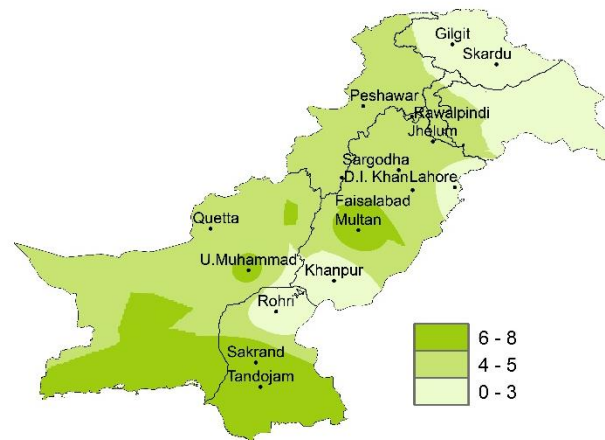 Gilgit
Skardu
Peshawar
Rawalpindi
Jhelum
Sargodha
D.I. Khan Lahore
Faisalabad
Quetta
Multan
U.Muhammad
Khanpur
Rohri
6 - 8
4 - 5
0 - 3
Sakrand
Tandojam